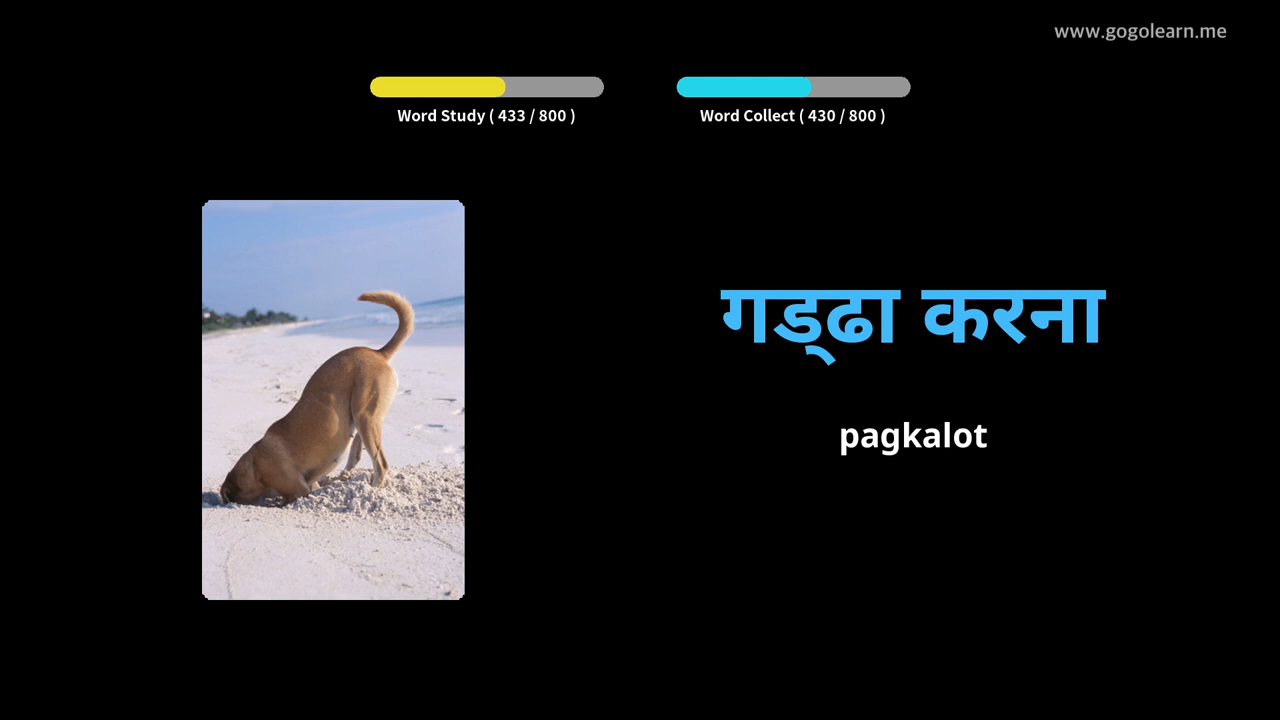 www.gogolearn.me
Word Study ( 433 / 800 )
Word Collect ( 430 / 800 )
गड्ढा करना
pagkalot